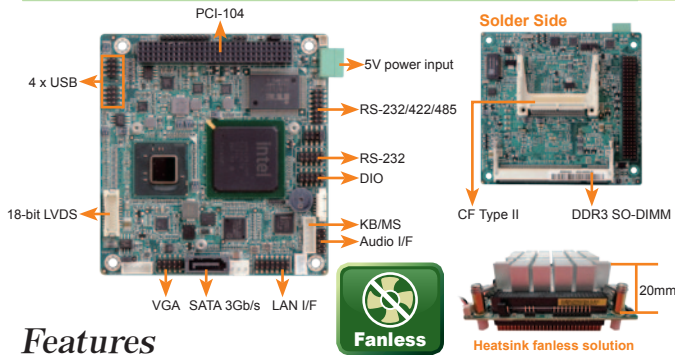 PCI-104
Solder Side
4 x USB
5V power input
RS-232/422/485
intel
RS-232
DIO
18-bit LVDS
KB/MS
Audio I/F
CF Type II
DDR3 SO-DIMM
VGA
SATA 3Gb/s
LAN I/F
Fanless
20mm
Heatsink fanless solution
Features